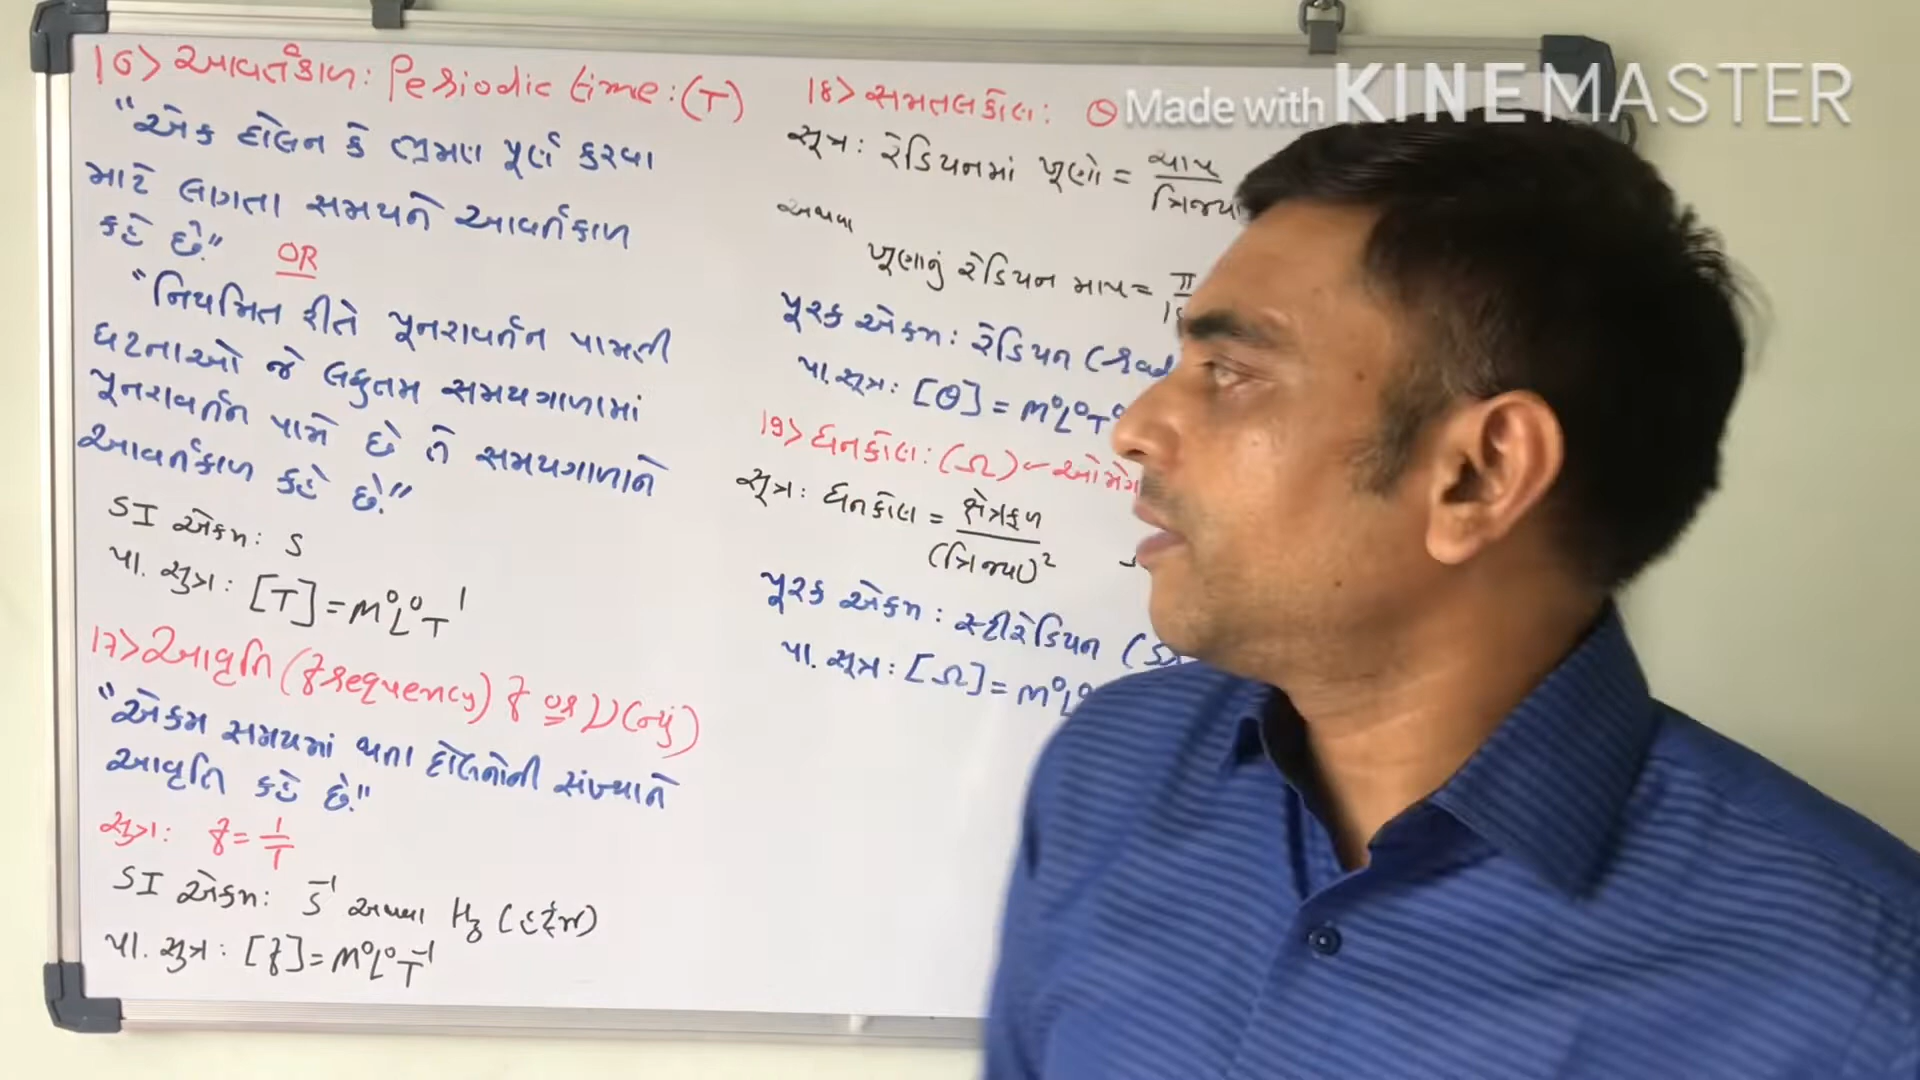 16> આવર્તકાળ: Periodic time: (T)
"એક દોલન કે ભ્રમણ પૂર્ણ કરવા
માટે લાગતા સમયને આવર્તકાળ
કહે છે." OR
"નિયમિત રીતે પૂનરાવર્તન પામતી
ઘટનાઓ જે લઘુતમ સમયગાળામાં
પૂનરાવર્તન પામે છે તે સમયગાળાને
આવર્તકાળ કહે છે."
SI એકમ: s
પા. સુત્ર: [T] = M⁰L⁰T¹
17> આવૃતિ (frequency) f or ν (ન્યું)
"એકમ સમયમાં થતા દોલનોની સંખ્યાને
આવૃતિ કહે છે."
સુત્ર: f = 1/T
SI એકમ: s⁻¹ અથવા Hz (હર્ટ્ઝ)
પા. સુત્ર: [f] = M⁰L⁰T⁻¹
18> સમતલકોણ: θ
સૂત્ર: રેડિયનમાં ખૂણો = ચાપ / ત્રિજ્યા
અથવા
ખૂણાનું રેડિયન માપ = π
પૂરક એકમ: રેડિયન (rad
પા. સૂત્ર: [θ] = M⁰L⁰T⁰
19> ઘનકોણ: (Ω) - ઓમેગ
સૂત્ર: ઘનકોણ = ક્ષેત્રફળ / (ત્રિજ્યા)²
પૂરક એકમ: સ્ટીરેડિયન (
પા. સૂત્ર: [Ω] = M⁰L⁰
Made with KINEMASTER